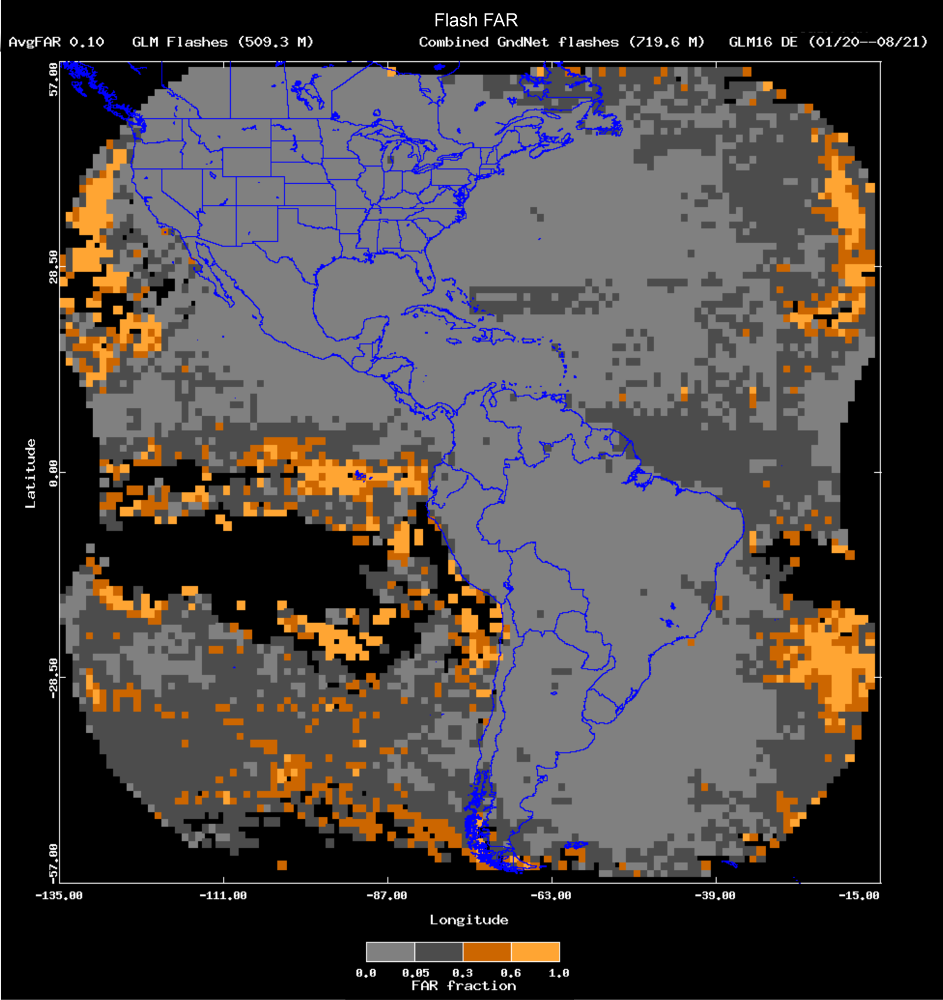 Flash FAR
AvgFAR 0.10 GLM Flashes (509.3 M) Combined GndNet flashes (719.6 M) GLM16 DE (01/20--08/21)
57.00
28.50
0.00
-28.50
-57.00
Latitude
-135.00 -111.00 -87.00 -63.00 -39.00 -15.00
Longitude
0.0 0.05 0.3 0.6 1.0
FAR fraction